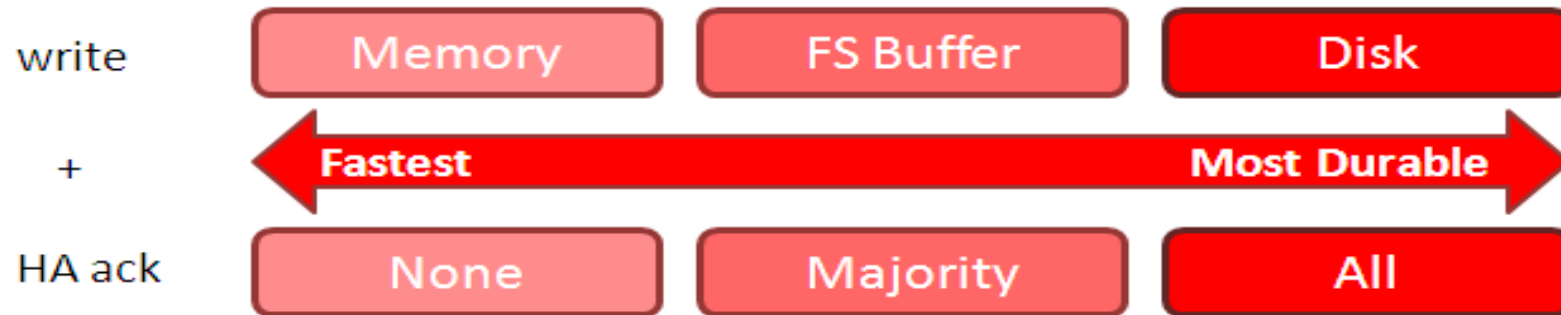 write Memory FS Buffer Disk
+ Fastest Most Durable
HA ack None Majority All